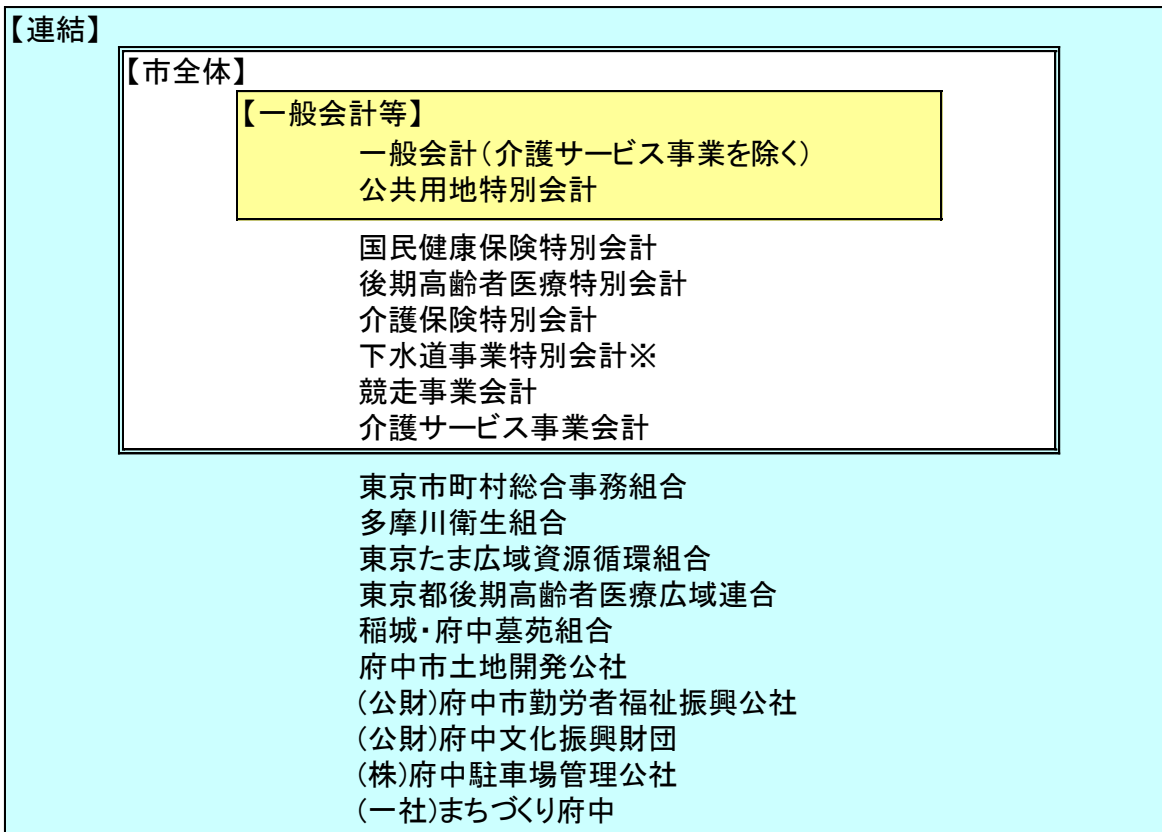 【連結】
【市全体】
【一般会計等】
一般会計（介護サービス事業を除く）
公共用地特別会計
国民健康保険特別会計
後期高齢者医療特別会計
介護保険特別会計
下水道事業特別会計※
競走事業会計
介護サービス事業会計
東京市町村総合事務組合
多摩川衛生組合
東京たま広域資源循環組合
東京都後期高齢者医療広域連合
稲城・府中墓苑組合
府中市土地開発公社
(公財)府中市勤労者福祉振興公社
(公財)府中文化振興財団
(株)府中駐車場管理公社
(一社)まちづくり府中